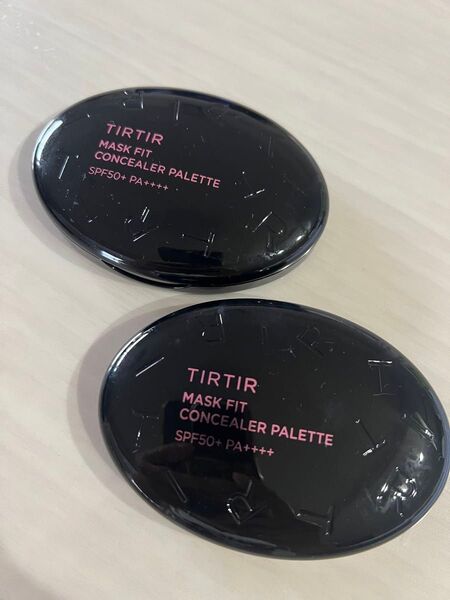 TIRTIR
MASK FIT
CONCEALER PALETTE
SPF50+ PA++++
TIRTIR
MASK FIT
CONCEALER PALETTE
SPF50+ PA++++